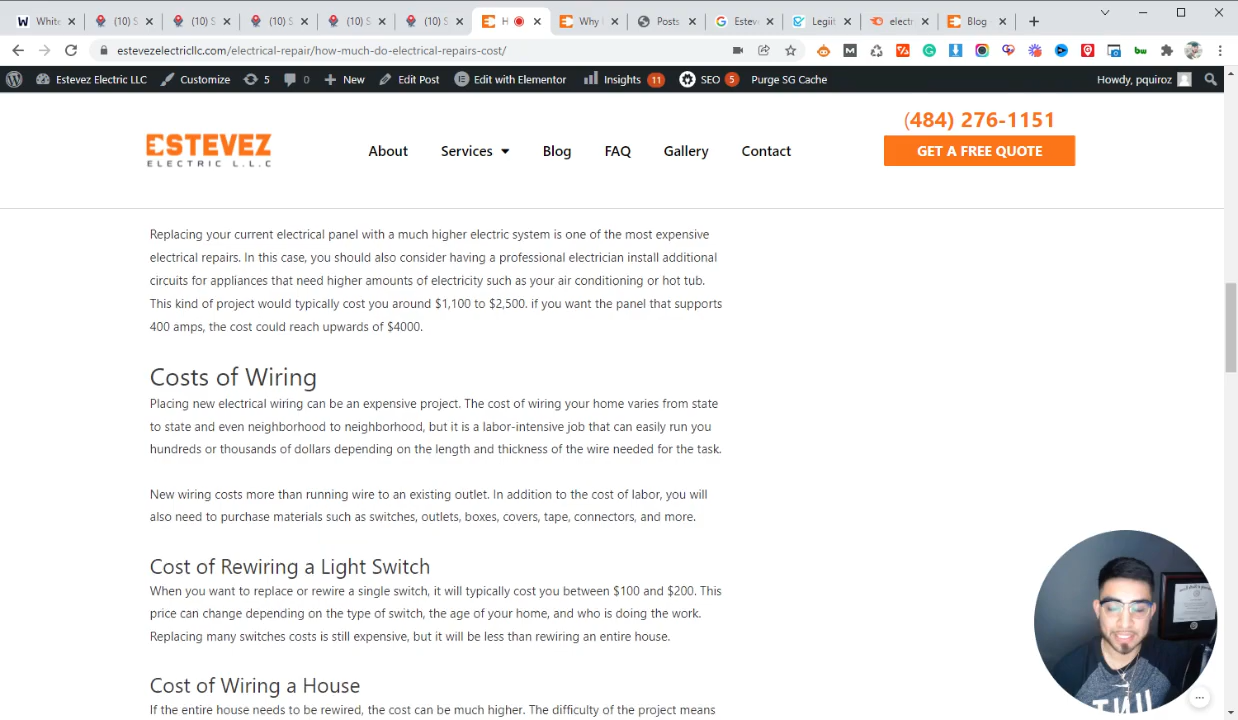 White
(10) S
(10) S
(10) S
(10) S
(10) S
H
Why
Posts
Estev
Legiit
electr
Blog
estevezelectricllc.com/electrical-repair/how-much-do-electrical-repairs-cost/
Estevez Electric LLC
Customize
5
0
New
Edit Post
Edit with Elementor
Insights
11
SEO
5
Purge SG Cache
Howdy, pquiroz
ESTEVEZ
ELECTRIC L.L.C
About
Services
Blog
FAQ
Gallery
Contact
(484) 276-1151
GET A FREE QUOTE
Replacing your current electrical panel with a much higher electric system is one of the most expensive
electrical repairs. In this case, you should also consider having a professional electrician install additional
circuits for appliances that need higher amounts of electricity such as your air conditioning or hot tub.
This kind of project would typically cost you around $1,100 to $2,500. if you want the panel that supports
400 amps, the cost could reach upwards of $4000.
Costs of Wiring
Placing new electrical wiring can be an expensive project. The cost of wiring your home varies from state
to state and even neighborhood to neighborhood, but it is a labor-intensive job that can easily run you
hundreds or thousands of dollars depending on the length and thickness of the wire needed for the task.
New wiring costs more than running wire to an existing outlet. In addition to the cost of labor, you will
also need to purchase materials such as switches, outlets, boxes, covers, tape, connectors, and more.
Cost of Rewiring a Light Switch
When you want to replace or rewire a single switch, it will typically cost you between $100 and $200. This
price can change depending on the type of switch, the age of your home, and who is doing the work.
Replacing many switches costs is still expensive, but it will be less than rewiring an entire house.
Cost of Wiring a House
If the entire house needs to be rewired, the cost can be much higher. The difficulty of the project means